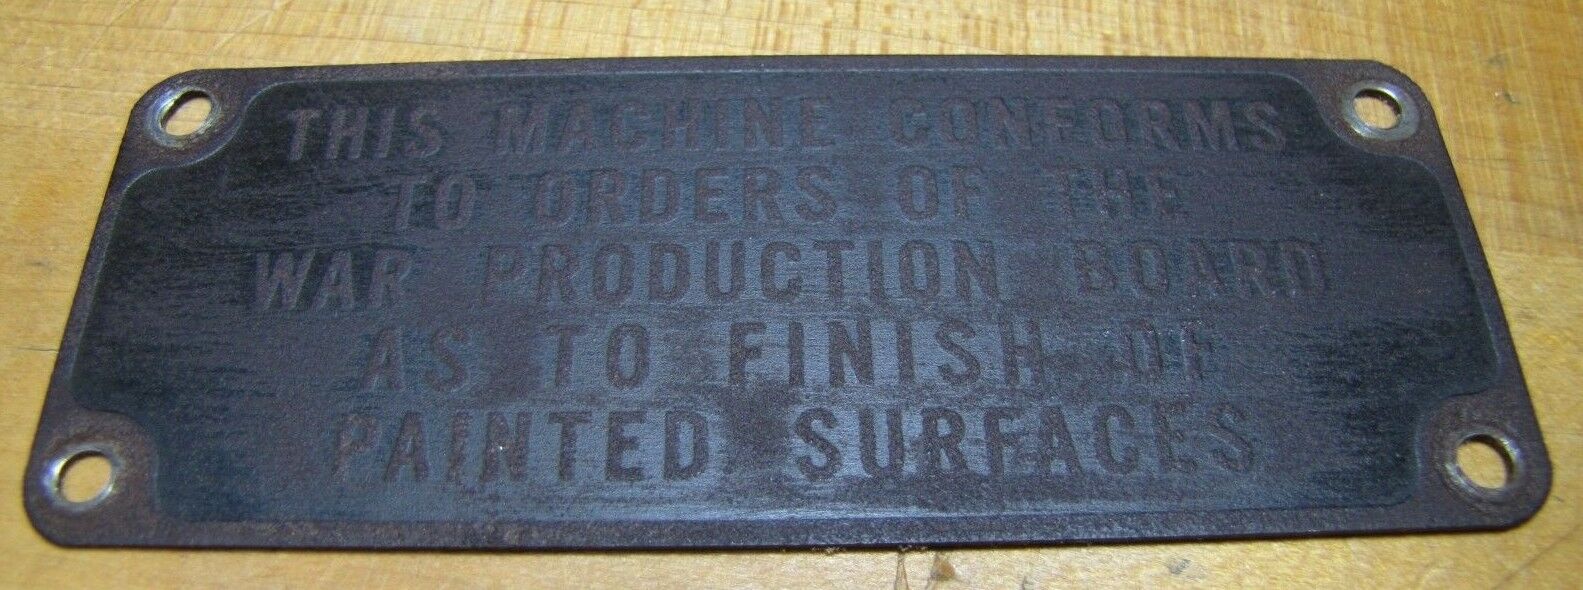 THIS MACHINE CONFORMS
TO ORDERS OF THE
WAR PRODUCTION BOARD
AS TO FINISH OF
PAINTED SURFACES